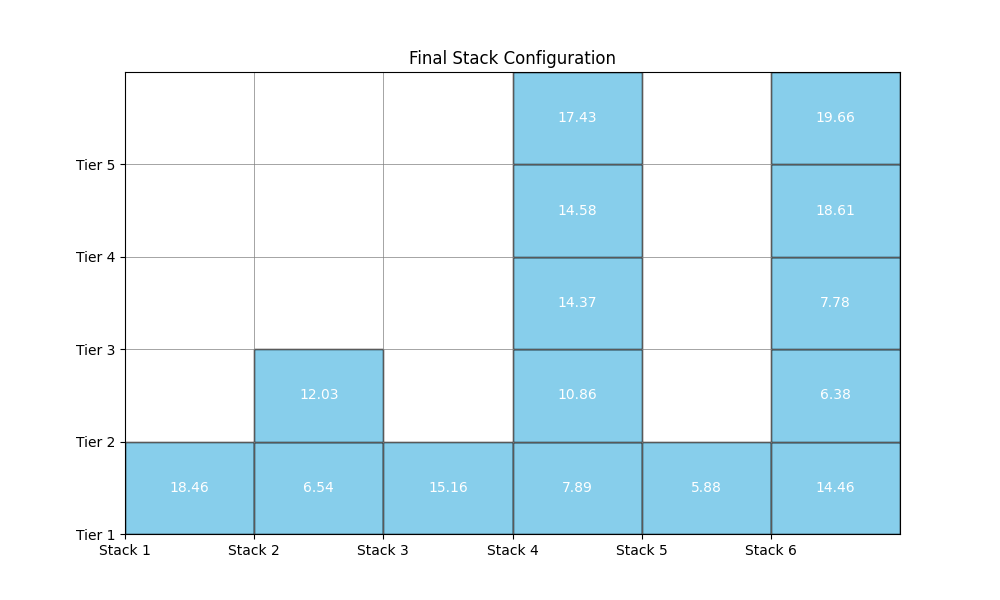 Final Stack Configuration
17.43 19.66
Tier 5
14.58 18.61
Tier 4
14.37 7.78
Tier 3
12.03 10.86 6.38
Tier 2
18.46 6.54 15.16 7.89 5.88 14.46
Tier 1
Stack 1 Stack 2 Stack 3 Stack 4 Stack 5 Stack 6